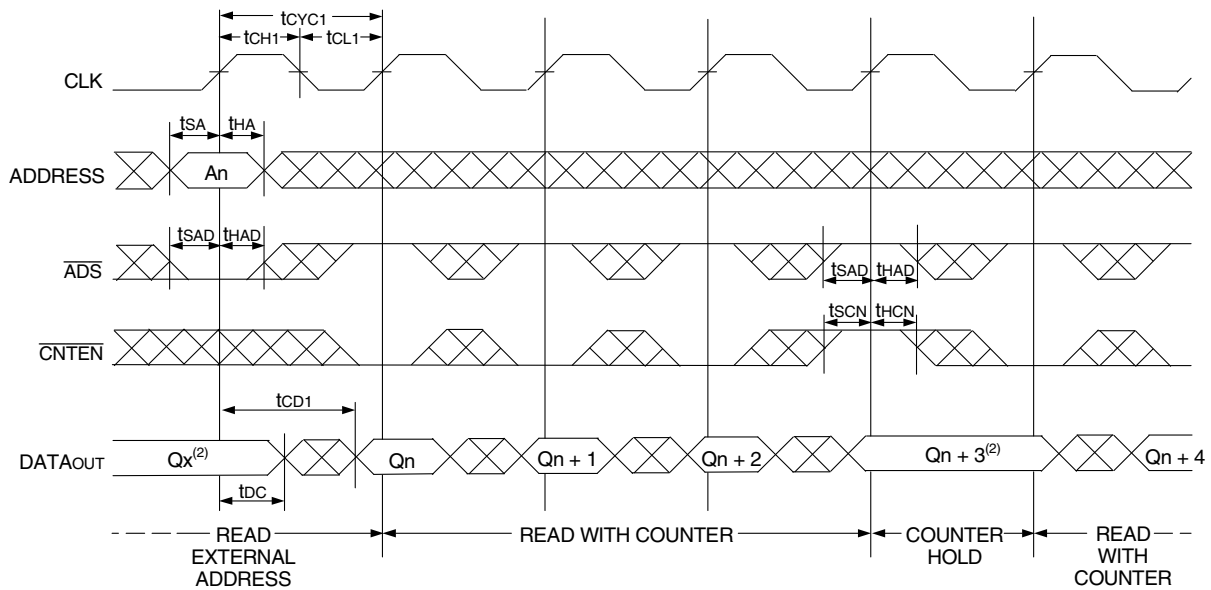 tCYC1
tCH1 tCL1
CLK
tSA tHA
ADDRESS An
tSAD tHAD
ADS
tSAD tHAD
tSCN tHCN
CNTEN
tCD1
DATAOUT Qx(2) Qn Qn + 1 Qn + 2 Qn + 3(2) Qn + 4
tDC
READ EXTERNAL ADDRESS
READ WITH COUNTER
COUNTER HOLD
READ WITH COUNTER